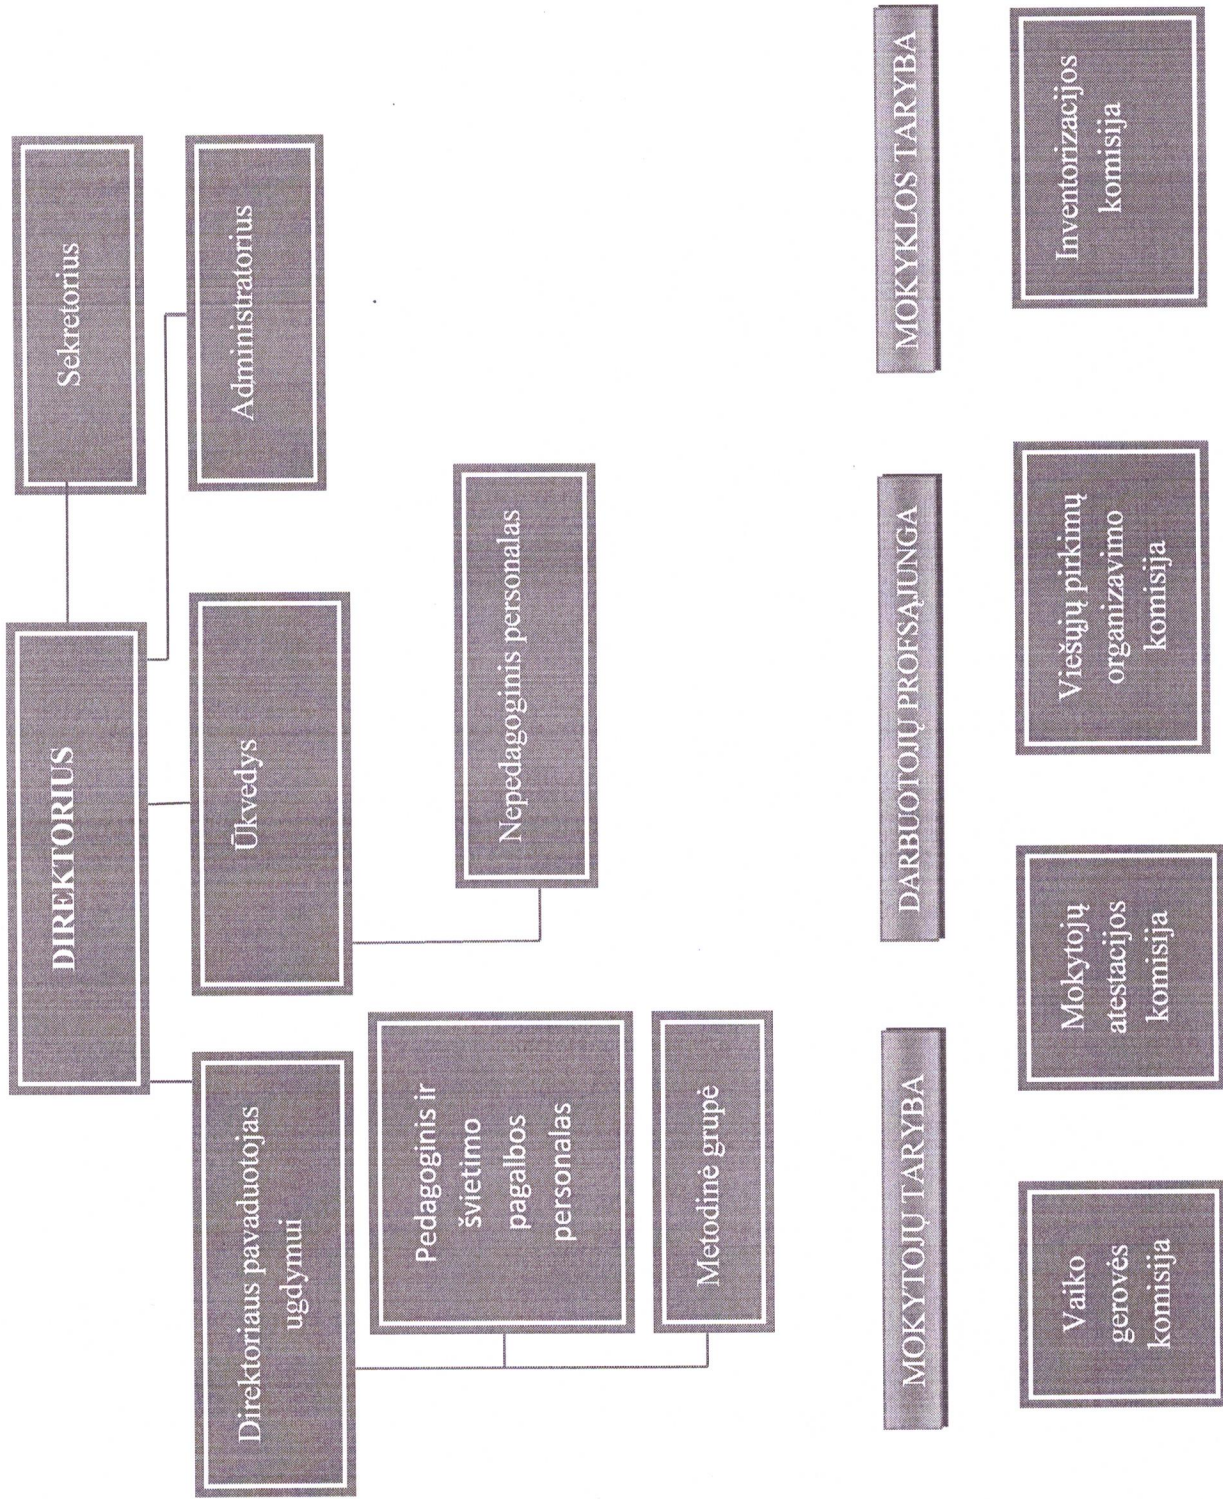 DIREKTORIUS
Sekretorius
Direktoriaus pavaduotojas
ugdymui
Ūkvedys
Administratorius
Pedagoginis ir
švietimo
pagalbos
personalas
Nepedagoginis personalas
Metodinė grupė
MOKYTOJŲ TARYBA
DARBUOTOJŲ PROFSĄJUNGA
MOKYKLOS TARYBA
Vaiko
gerovės
komisija
Mokytojų
atestacijos
komisija
Viešųjų pirkimų
organizavimo
komisija
Inventorizacijos
komisija